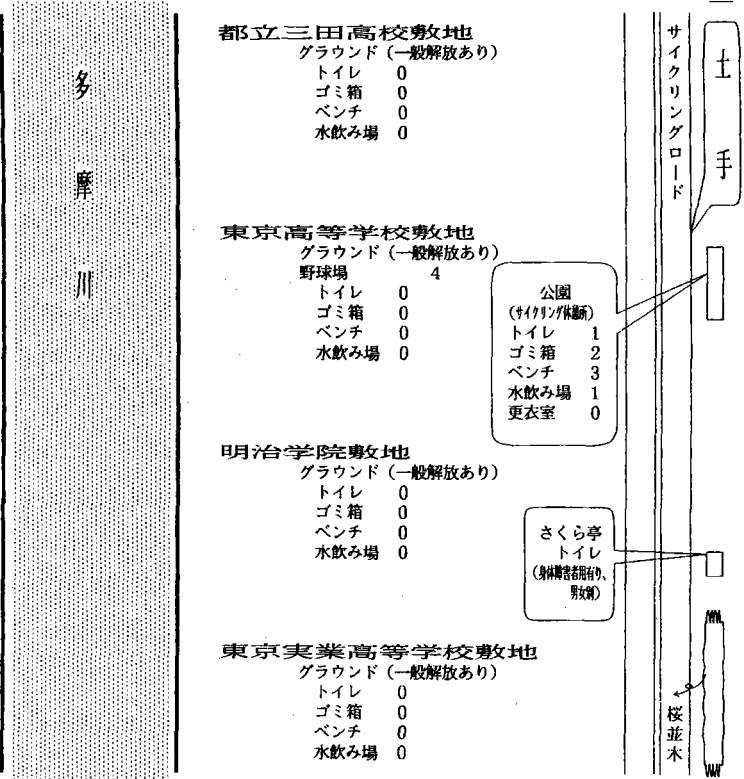 多摩川
都立三田高校敷地
グラウンド（一般解放あり）
トイレ 0
ゴミ箱 0
ベンチ 0
水飲み場 0
東京高等学校敷地
グラウンド（一般解放あり）
野球場 4
トイレ 0
ゴミ箱 0
ベンチ 0
水飲み場 0
公園
（サイクリング休憩所）
トイレ 1
ゴミ箱 2
ベンチ 3
水飲み場 1
更衣室 0
明治学院敷地
グラウンド（一般解放あり）
トイレ 0
ゴミ箱 0
ベンチ 0
水飲み場 0
さくら亭
トイレ
（身体障害者用有り、
男女別）
東京実業高等学校敷地
グラウンド（一般解放あり）
トイレ 0
ゴミ箱 0
ベンチ 0
水飲み場 0
サイクリングロード
土手
桜並木